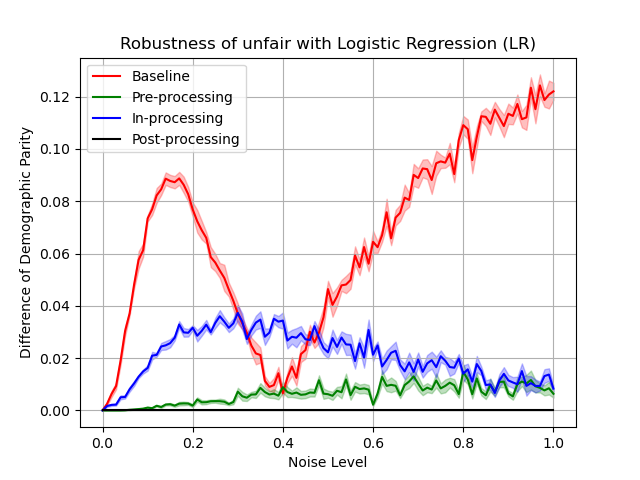 Robustness of unfair with Logistic Regression (LR)
Baseline
Pre-processing
In-processing
Post-processing
Difference of Demographic Parity
0.12
0.10
0.08
0.06
0.04
0.02
0.00
0.0 0.2 0.4 0.6 0.8 1.0
Noise Level